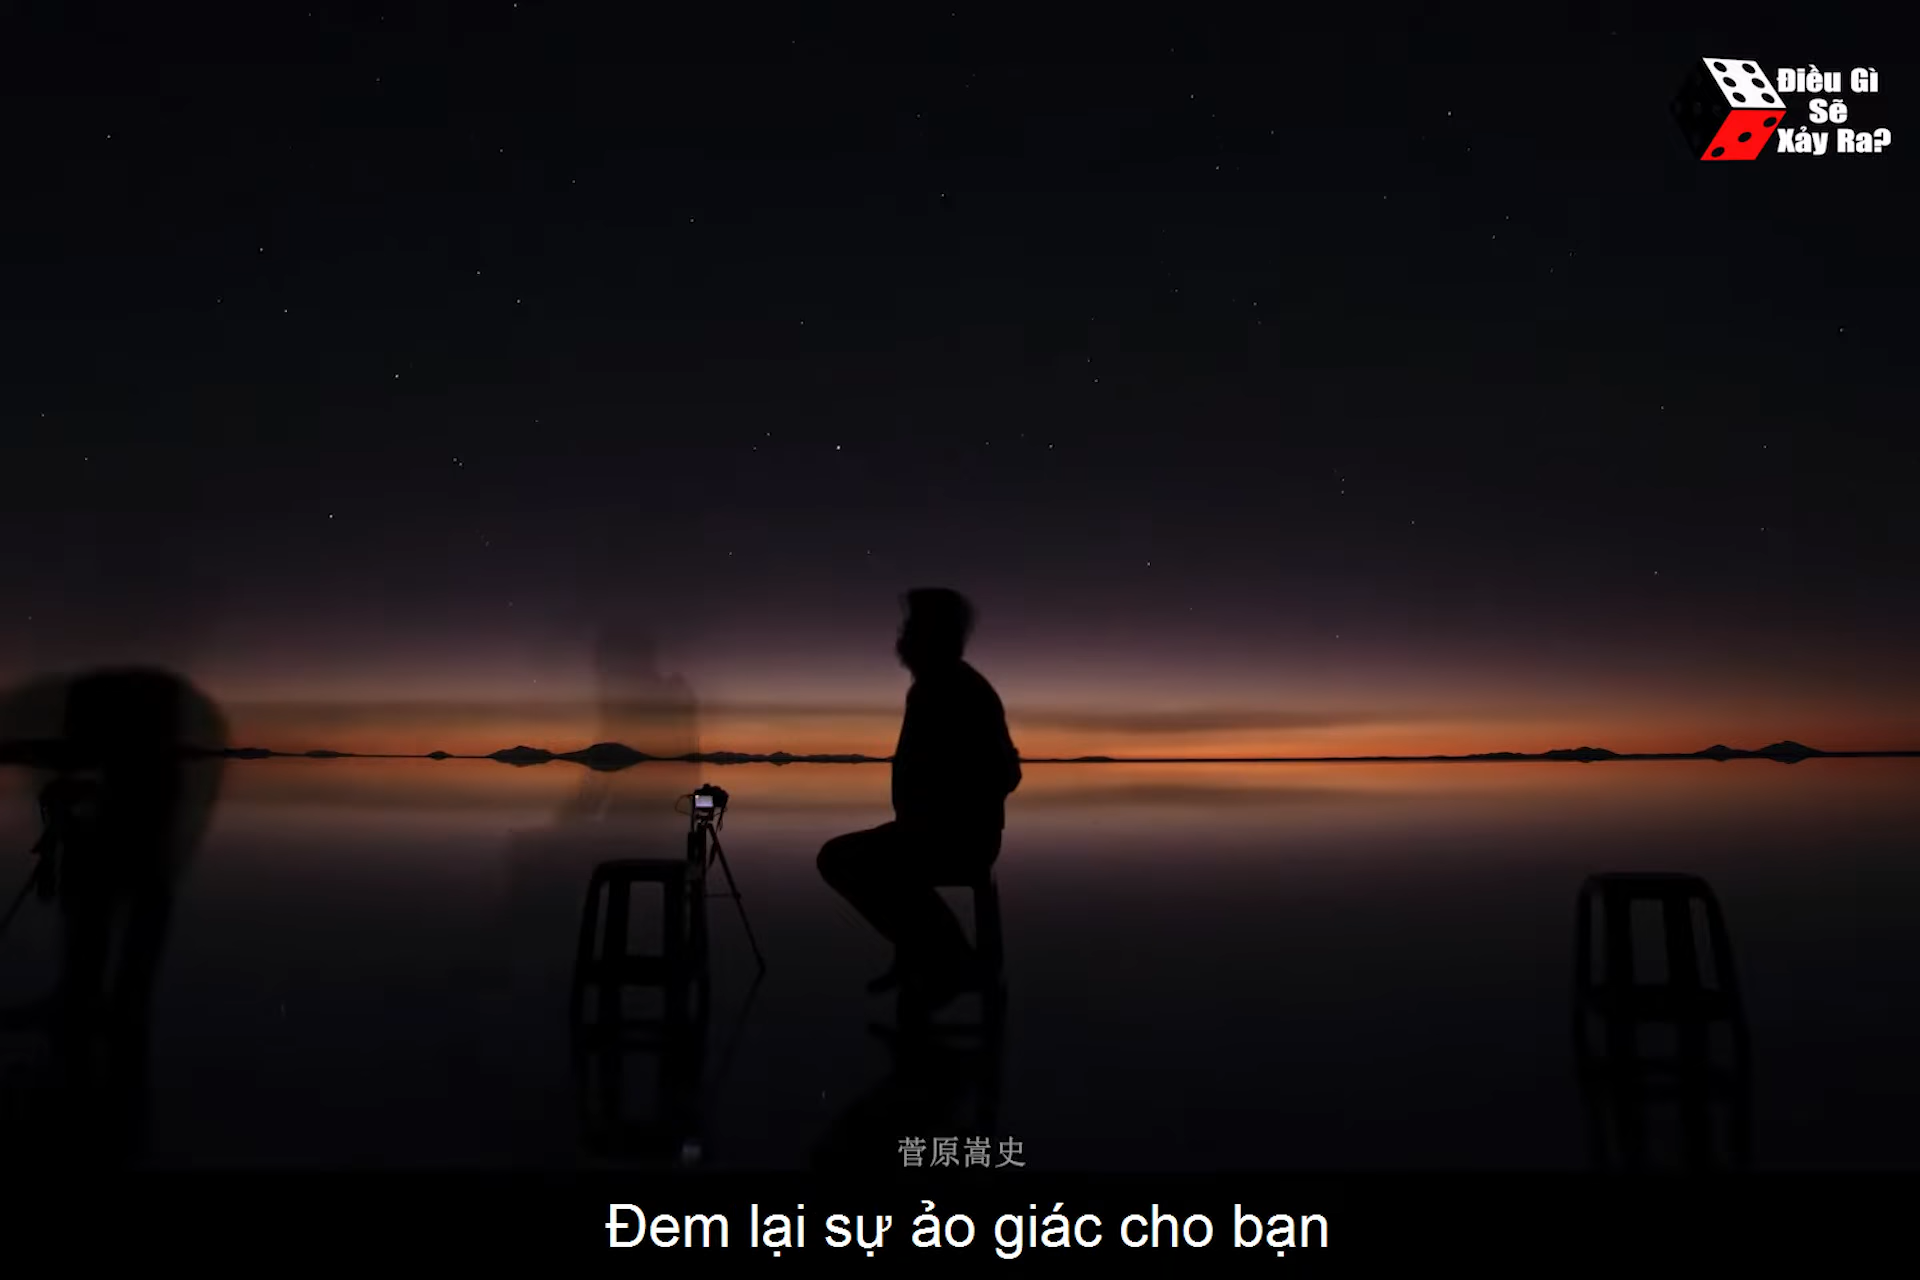 Điều Gì
Sẽ
Xảy Ra?
菅原嵩史
Đem lại sự ảo giác cho bạn